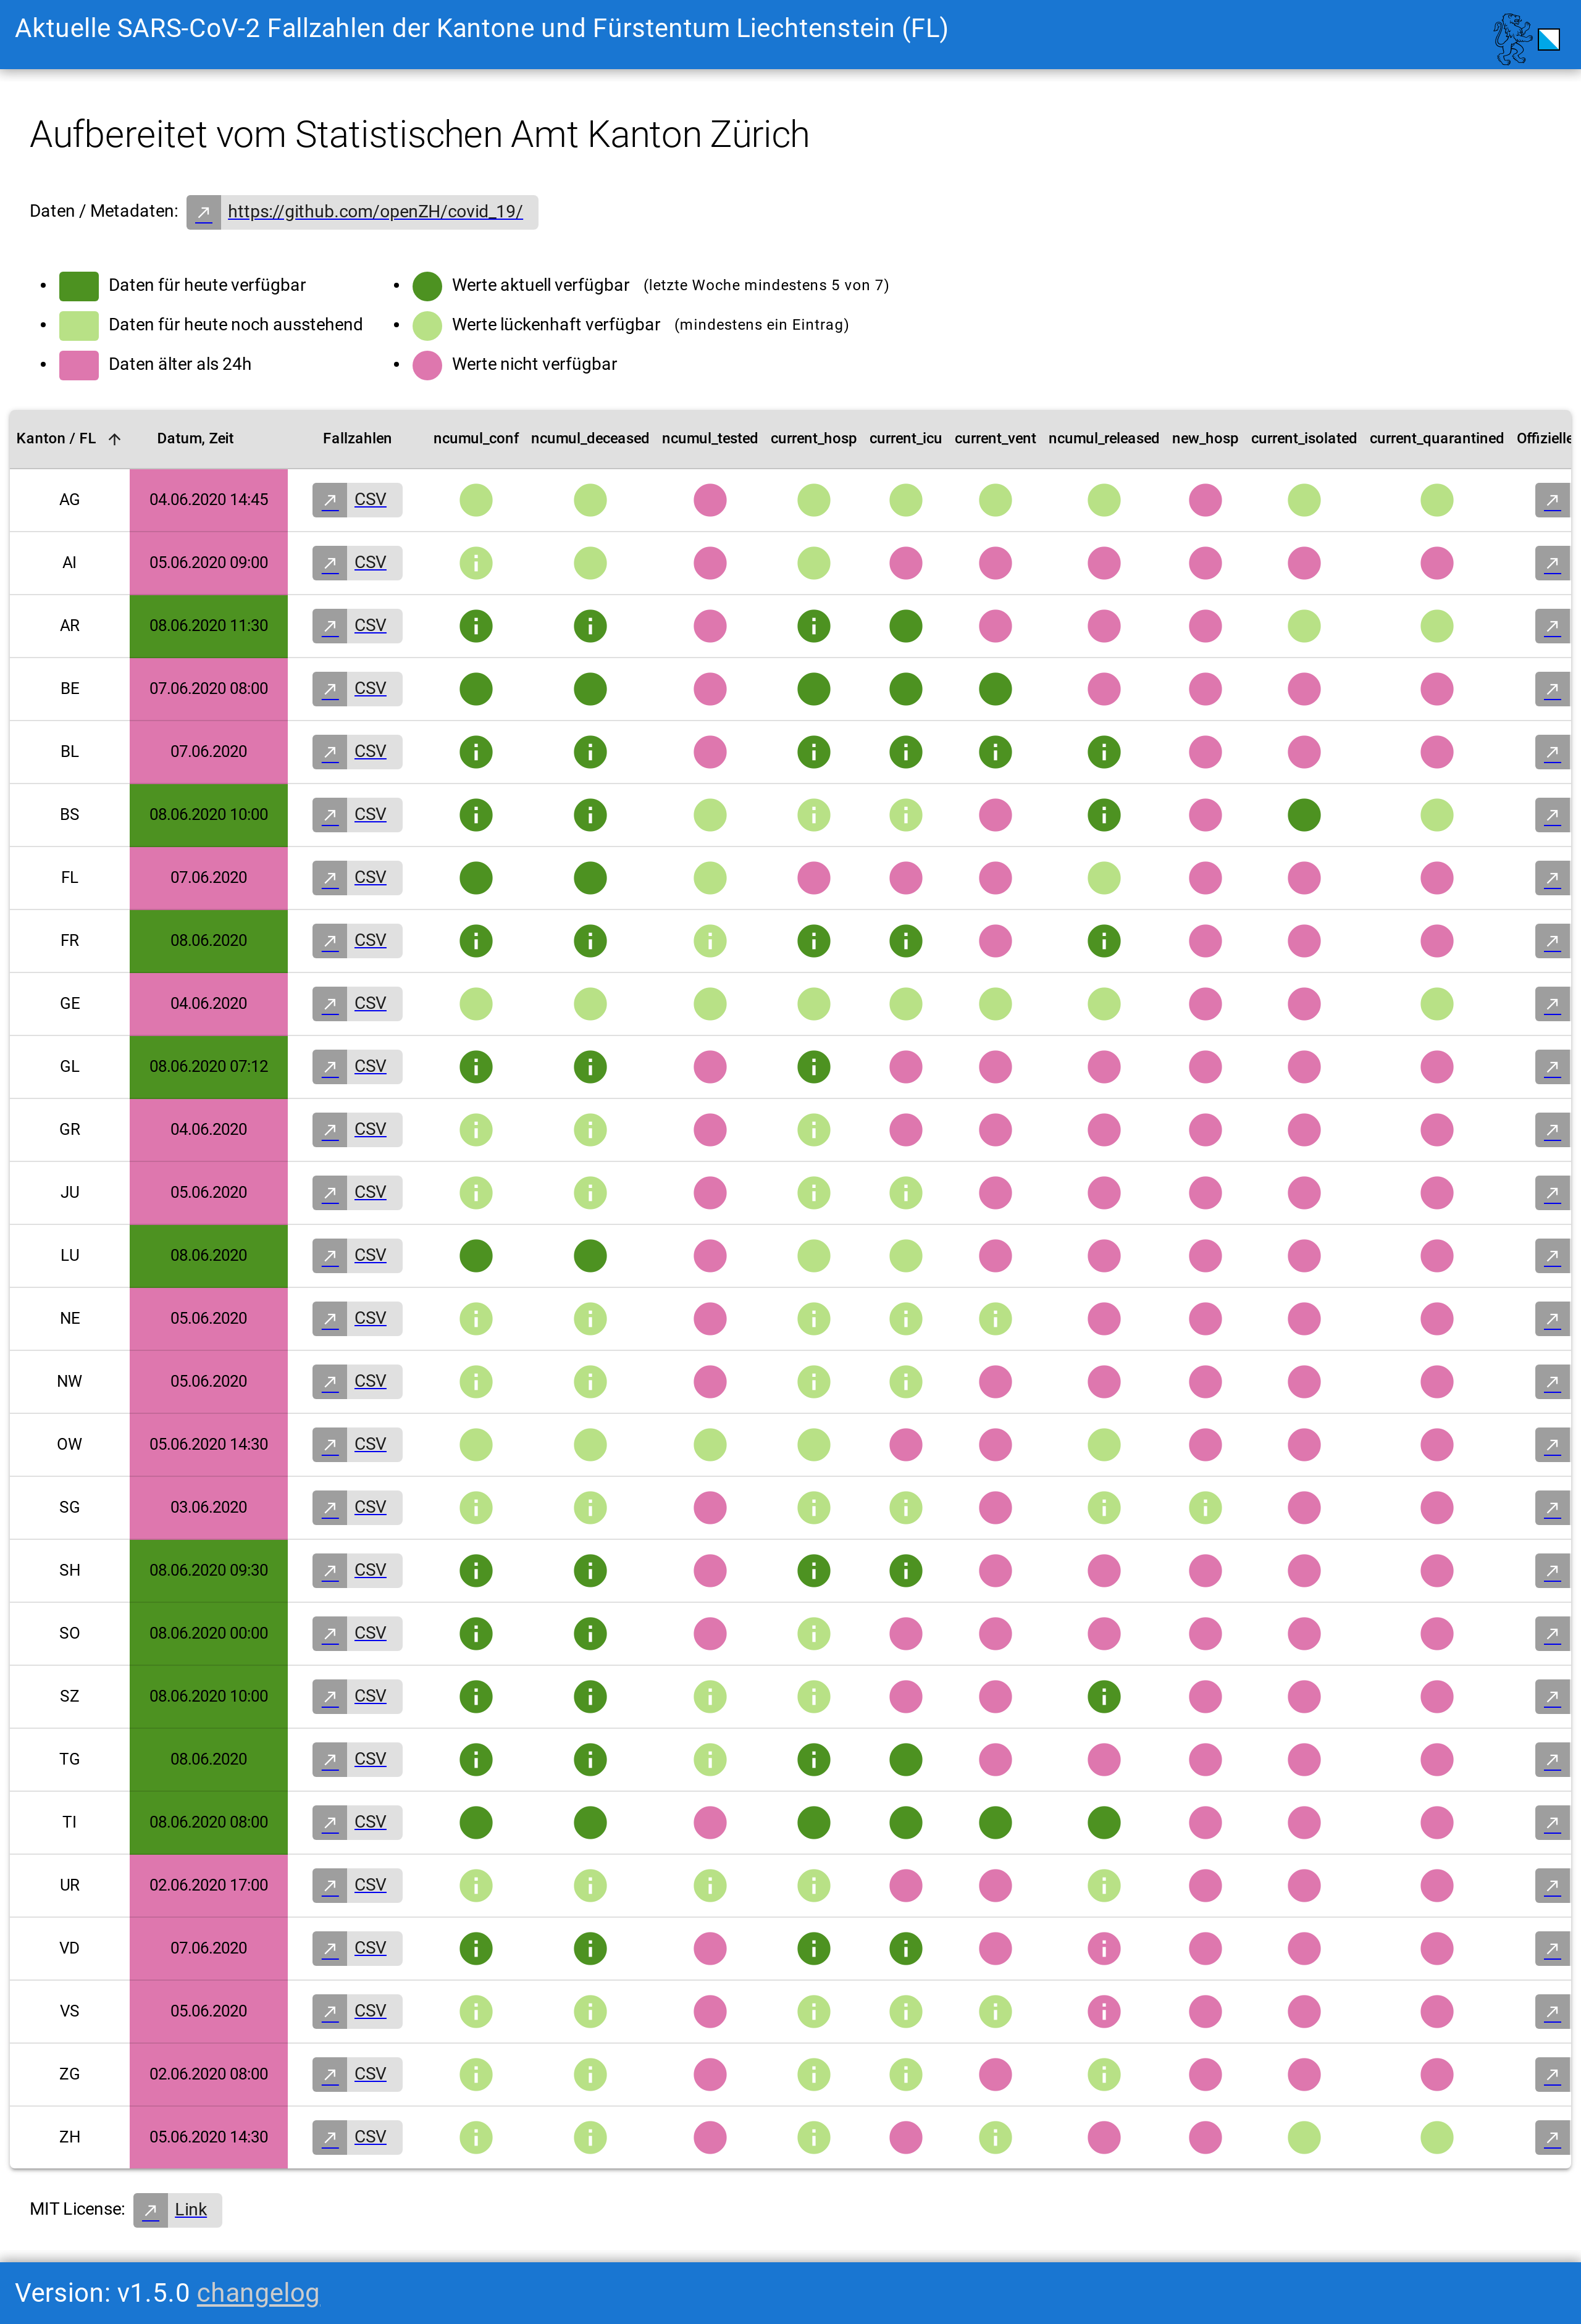 Aktuelle SARS-CoV-2 Fallzahlen der Kantone und Fürstentum Liechtenstein (FL)
Aufbereitet vom Statistischen Amt Kanton Zürich
Daten / Metadaten: https://github.com/openZH/covid_19/
Daten für heute verfügbar
Daten für heute noch ausstehend
Daten älter als 24h
Werte aktuell verfügbar (letzte Woche mindestens 5 von 7)
Werte lückenhaft verfügbar (mindestens ein Eintrag)
Werte nicht verfügbar
Kanton / FL Datum, Zeit Fallzahlen ncumul_conf ncumul_deceased ncumul_tested current_hosp current_icu current_vent ncumul_released new_hosp current_isolated current_quarantined Offizielle
AG 04.06.2020 14:45 CSV
AI 05.06.2020 09:00 CSV
AR 08.06.2020 11:30 CSV
BE 07.06.2020 08:00 CSV
BL 07.06.2020 CSV
BS 08.06.2020 10:00 CSV
FL 07.06.2020 CSV
FR 08.06.2020 CSV
GE 04.06.2020 CSV
GL 08.06.2020 07:12 CSV
GR 04.06.2020 CSV
JU 05.06.2020 CSV
LU 08.06.2020 CSV
NE 05.06.2020 CSV
NW 05.06.2020 CSV
OW 05.06.2020 14:30 CSV
SG 03.06.2020 CSV
SH 08.06.2020 09:30 CSV
SO 08.06.2020 00:00 CSV
SZ 08.06.2020 10:00 CSV
TG 08.06.2020 CSV
TI 08.06.2020 08:00 CSV
UR 02.06.2020 17:00 CSV
VD 07.06.2020 CSV
VS 05.06.2020 CSV
ZG 02.06.2020 08:00 CSV
ZH 05.06.2020 14:30 CSV
MIT License: Link
Version: v1.5.0 changelog